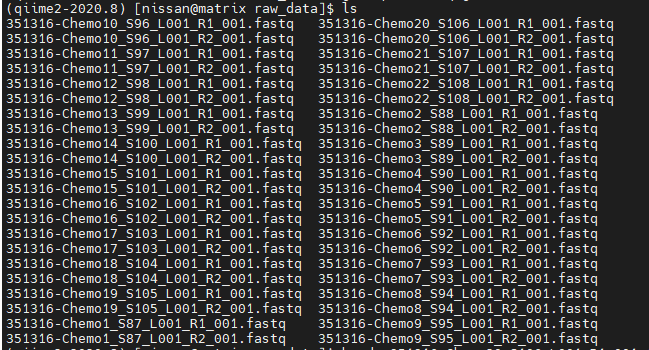 (qiime2-2020.8) [nissan@matrix raw_data]$ ls
351316-Chemo10_S96_L001_R1_001.fastq 351316-Chemo20_S106_L001_R1_001.fastq
351316-Chemo10_S96_L001_R2_001.fastq 351316-Chemo20_S106_L001_R2_001.fastq
351316-Chemo11_S97_L001_R1_001.fastq 351316-Chemo21_S107_L001_R1_001.fastq
351316-Chemo11_S97_L001_R2_001.fastq 351316-Chemo21_S107_L001_R2_001.fastq
351316-Chemo12_S98_L001_R1_001.fastq 351316-Chemo22_S108_L001_R1_001.fastq
351316-Chemo12_S98_L001_R2_001.fastq 351316-Chemo22_S108_L001_R2_001.fastq
351316-Chemo13_S99_L001_R1_001.fastq 351316-Chemo2_S88_L001_R1_001.fastq
351316-Chemo13_S99_L001_R2_001.fastq 351316-Chemo2_S88_L001_R2_001.fastq
351316-Chemo14_S100_L001_R1_001.fastq 351316-Chemo3_S89_L001_R1_001.fastq
351316-Chemo14_S100_L001_R2_001.fastq 351316-Chemo3_S89_L001_R2_001.fastq
351316-Chemo15_S101_L001_R1_001.fastq 351316-Chemo4_S90_L001_R1_001.fastq
351316-Chemo15_S101_L001_R2_001.fastq 351316-Chemo4_S90_L001_R2_001.fastq
351316-Chemo16_S102_L001_R1_001.fastq 351316-Chemo5_S91_L001_R1_001.fastq
351316-Chemo16_S102_L001_R2_001.fastq 351316-Chemo5_S91_L001_R2_001.fastq
351316-Chemo17_S103_L001_R1_001.fastq 351316-Chemo6_S92_L001_R1_001.fastq
351316-Chemo17_S103_L001_R2_001.fastq 351316-Chemo6_S92_L001_R2_001.fastq
351316-Chemo18_S104_L001_R1_001.fastq 351316-Chemo7_S93_L001_R1_001.fastq
351316-Chemo18_S104_L001_R2_001.fastq 351316-Chemo7_S93_L001_R2_001.fastq
351316-Chemo19_S105_L001_R1_001.fastq 351316-Chemo8_S94_L001_R1_001.fastq
351316-Chemo19_S105_L001_R2_001.fastq 351316-Chemo8_S94_L001_R2_001.fastq
351316-Chemo1_S87_L001_R1_001.fastq 351316-Chemo9_S95_L001_R1_001.fastq
351316-Chemo1_S87_L001_R2_001.fastq 351316-Chemo9_S95_L001_R2_001.fastq